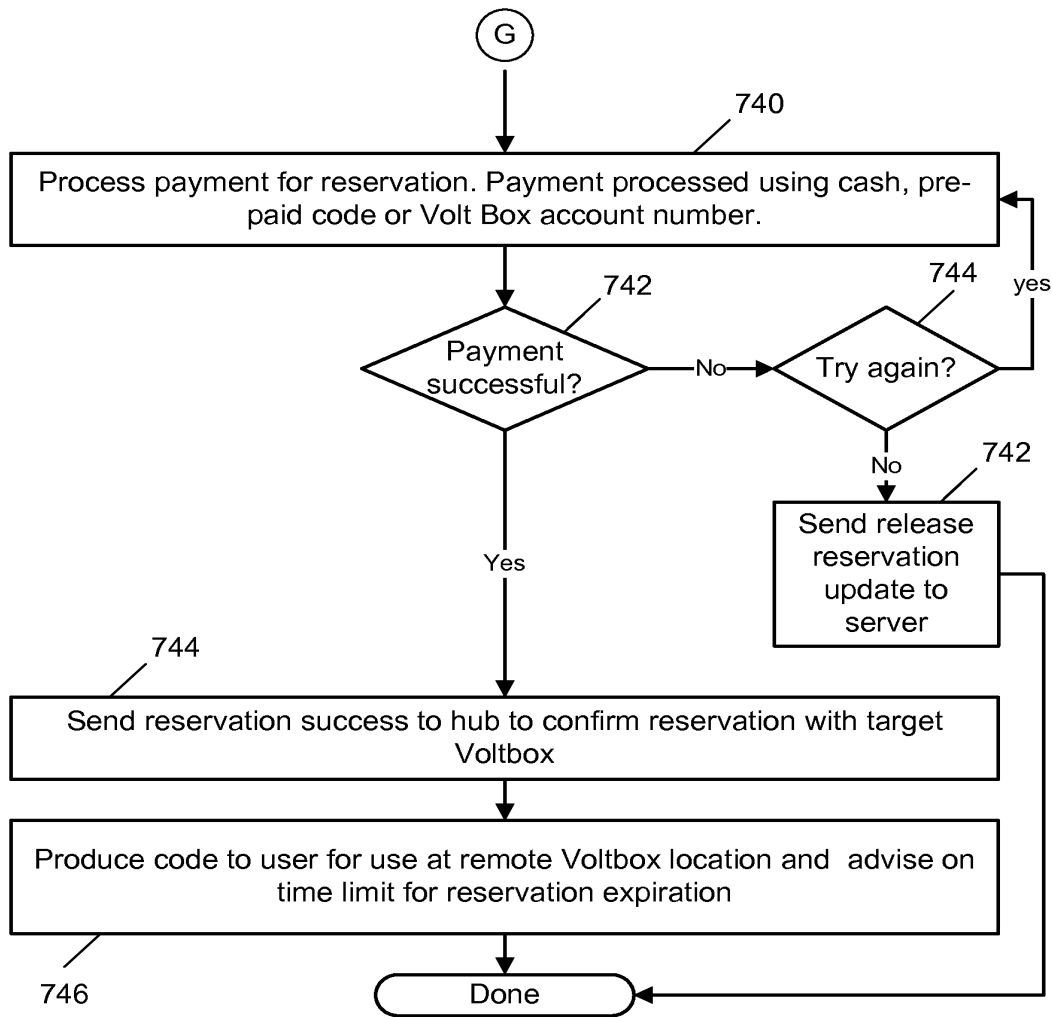 G
740
Process payment for reservation. Payment processed using cash, pre-
paid code or Volt Box account number.
742
Payment
successful?
No
744
Try again?
yes
No
742
Send release
reservation
update to
server
Yes
744
Send reservation success to hub to confirm reservation with target
Voltbox
Produce code to user for use at remote Voltbox location and  advise on
time limit for reservation expiration
746
Done